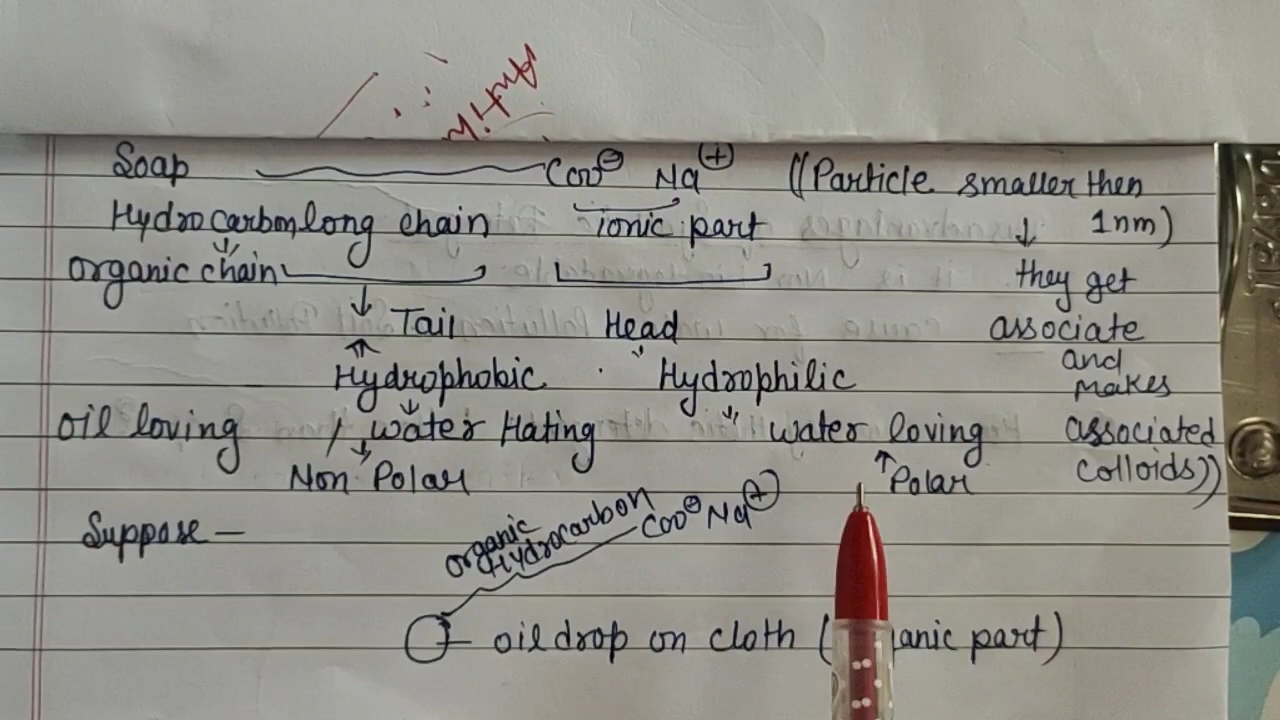 Soap COO⊖ Na⊕ ((Particle smaller then
Hydrocarbon, long chain ionic part 1nm)
organic chain they get
Tail Head associate
and
Hydrophobic Hydrophilic makes
oil loving / water Hating water loving associated
Non Polar Polar colloids))
Suppose —
organic
Hydrocarbon COO⊖ Na⊕
oil drop on cloth ( anic part)